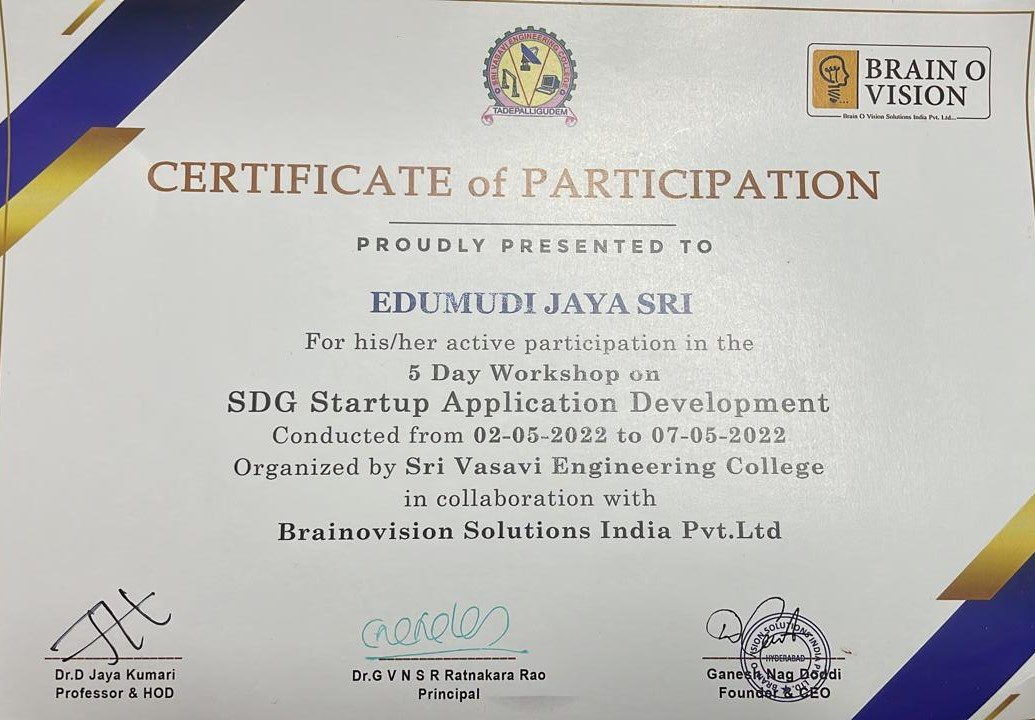 SRI VASAVI ENGINEERING COLLEGE
TADEPALLIGUDEM
BRAIN O
VISION
Brain O Vision Solutions India Pvt. Ltd...
CERTIFICATE of PARTICIPATION
PROUDLY PRESENTED TO
EDUMUDI JAYA SRI
For his/her active participation in the
5 Day Workshop on
SDG Startup Application Development
Conducted from 02-05-2022 to 07-05-2022
Organized by Sri Vasavi Engineering College
in collaboration with
Brainovision Solutions India Pvt.Ltd
Dr.D Jaya Kumari
Professor & HOD
Dr.G V N S R Ratnakara Rao
Principal
VISION SOLUTIONS INDIA
HYDERABAD
Ganesh Nag Doddi
Founder & CEO